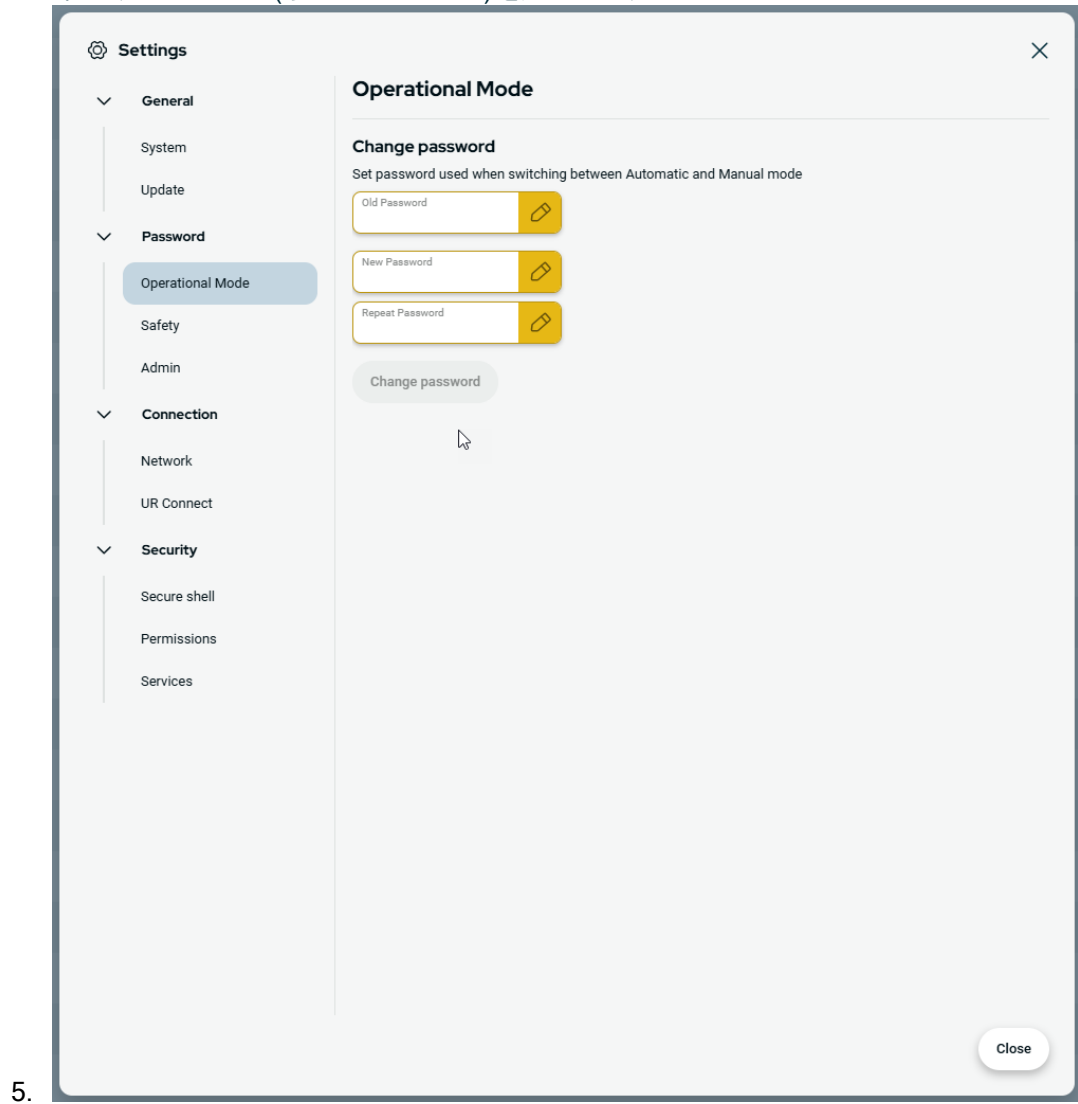 Settings
General
System
Update
Password
Operational Mode
Safety
Admin
Connection
Network
UR Connect
Security
Secure shell
Permissions
Services
Operational Mode
Change password
Set password used when switching between Automatic and Manual mode
Old Password
New Password
Repeat Password
Change password
Close
5.